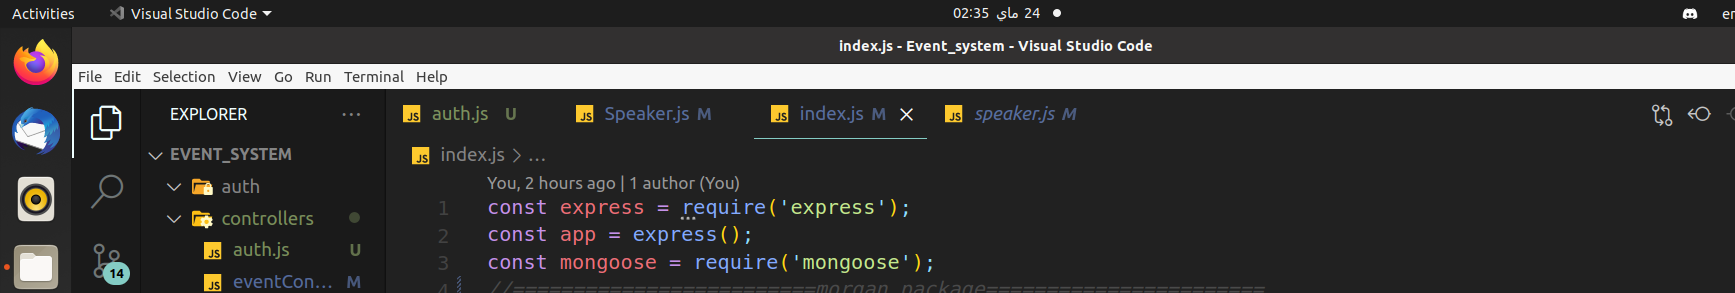 Activities Visual Studio Code 02:35 ماي 24 en
index.js - Event_system - Visual Studio Code
File Edit Selection View Go Run Terminal Help
EXPLORER ... JS auth.js U JS Speaker.js M JS index.js M JS speaker.js M
EVENT_SYSTEM JS index.js > ...
You, 2 hours ago | 1 author (You)
auth
1 const express = require('express');
controllers
2 const app = express();
JS auth.js U
3 const mongoose = require('mongoose');
14
JS eventCon... M
4 //=========================morgan package=======================